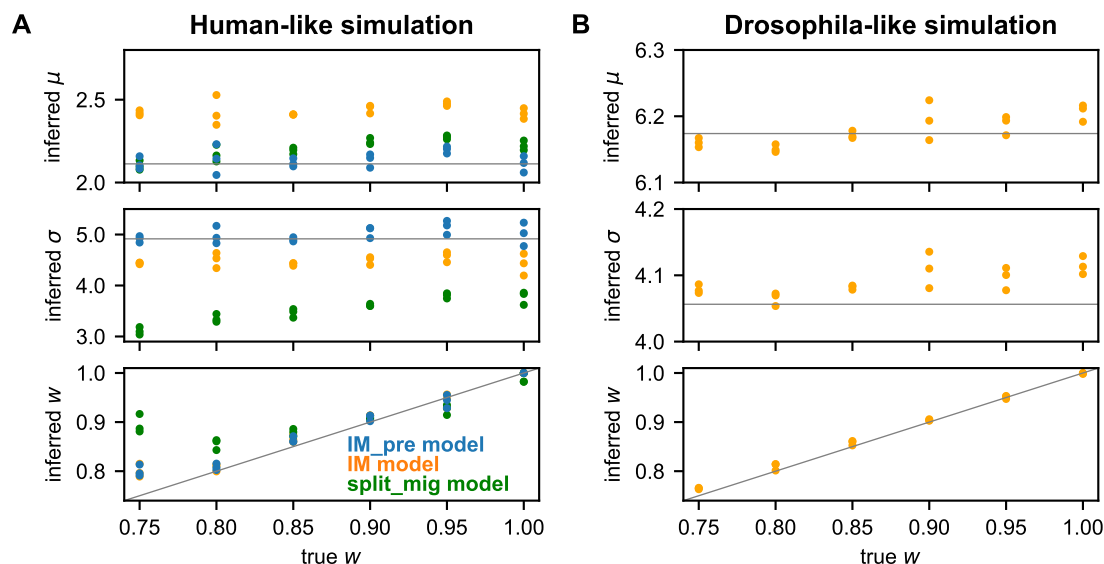 A
Human-like simulation
2.5
2.0
inferred μ
5.0
4.0
3.0
inferred σ
1.0
0.9
0.8
inferred w
IM_pre model
IM model
split_mig model
0.75 0.80 0.85 0.90 0.95 1.00
true w
B
Drosophila-like simulation
6.3
6.2
6.1
inferred μ
4.2
4.1
4.0
inferred σ
1.0
0.9
0.8
inferred w
0.75 0.80 0.85 0.90 0.95 1.00
true w